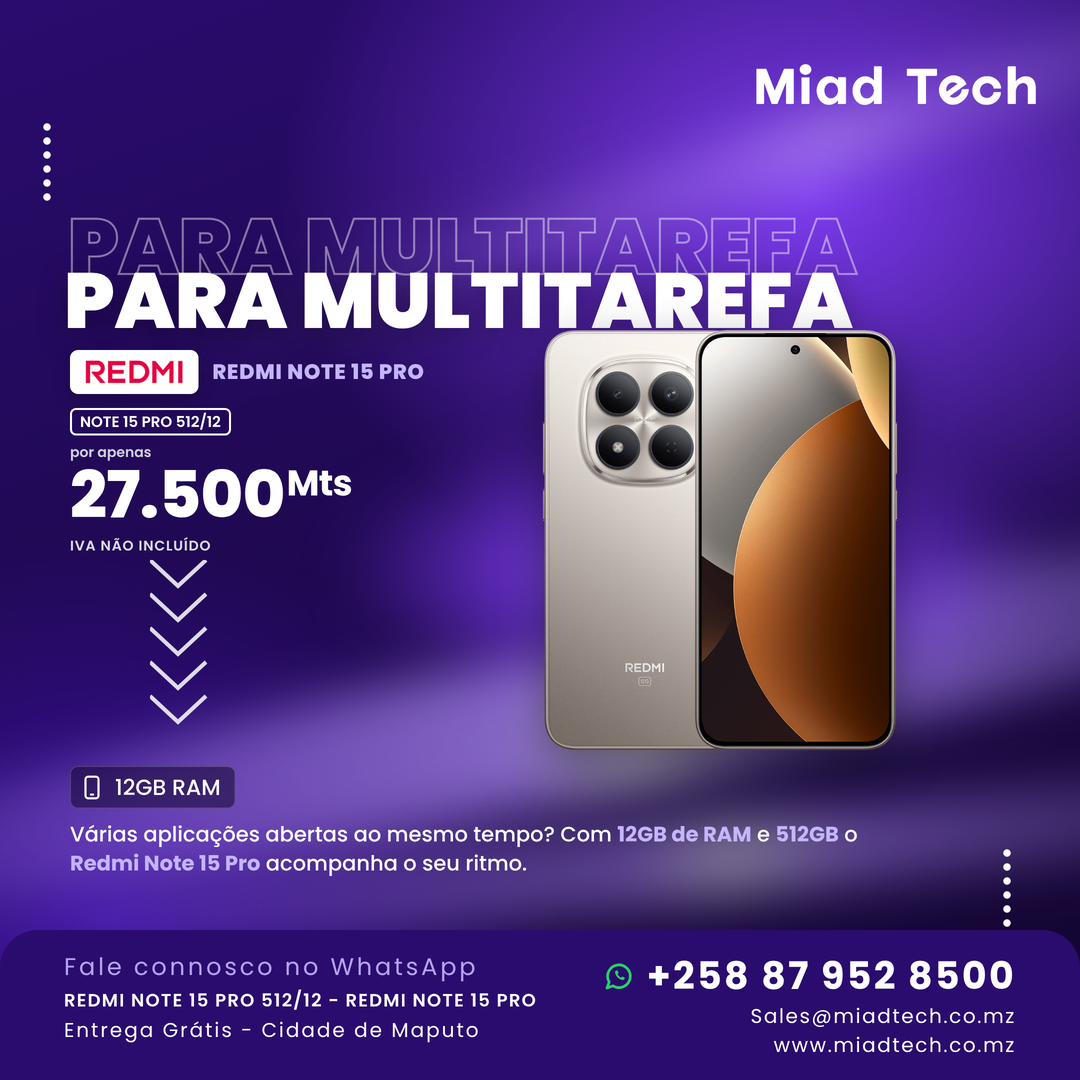 Miad Tech
PARA MULTITAREFA
PARA MULTITAREFA
REDMI REDMI NOTE 15 PRO
NOTE 15 PRO 512/12
por apenas
27.500Mts
IVA NÃO INCLUÍDO
REDMI
5G
12GB RAM
Várias aplicações abertas ao mesmo tempo? Com 12GB de RAM e 512GB o
Redmi Note 15 Pro acompanha o seu ritmo.
Fale connosco no WhatsApp
REDMI NOTE 15 PRO 512/12 - REDMI NOTE 15 PRO
Entrega Grátis - Cidade de Maputo
+258 87 952 8500
Sales@miadtech.co.mz
www.miadtech.co.mz